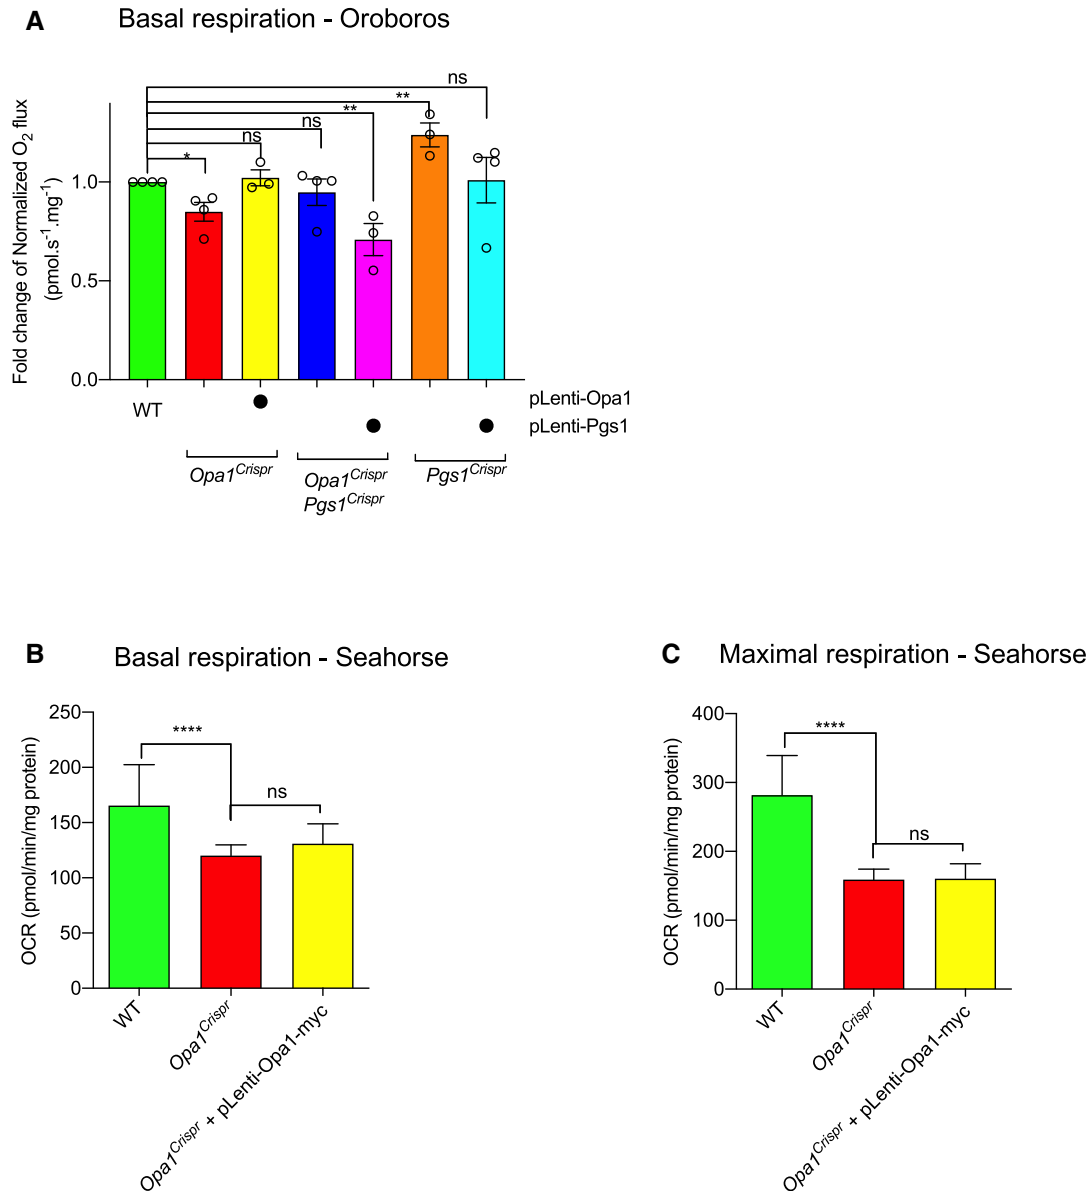 A
Basal respiration - Oroboros
Fold change of Normalized O2 flux
(pmol.s-1.mg-1)
1.0
0.5
0.0
*
ns
ns
**
**
ns
WT
pLenti-Opa1
pLenti-Pgs1
Opa1Crispr
Opa1Crispr
Pgs1Crispr
Pgs1Crispr
B
Basal respiration - Seahorse
OCR (pmol/min/mg protein)
250
200
150
100
50
0
****
ns
WT
Opa1Crispr
Opa1Crispr + pLenti-Opa1-myc
C
Maximal respiration - Seahorse
OCR (pmol/min/mg protein)
400
300
200
100
0
****
ns
WT
Opa1Crispr
Opa1Crispr + pLenti-Opa1-myc